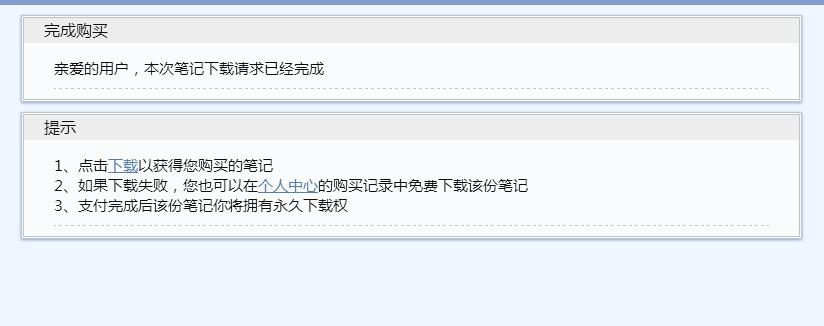 完成购买
亲爱的用户，本次笔记下载请求已经完成
提示
1、点击下载以获得您购买的笔记
2、如果下载失败，您也可以在个人中心的购买记录中免费下载该份笔记
3、支付完成后该份笔记你将拥有永久下载权